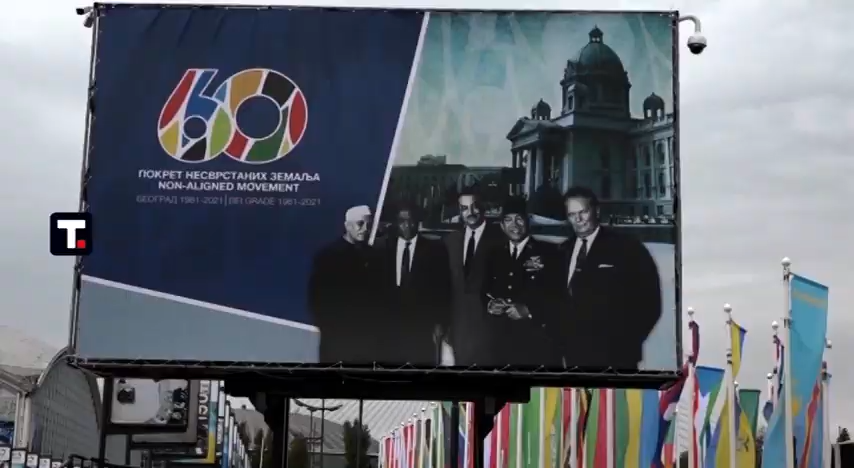 60
ПОКРЕТ НЕСВРСТАНИХ ЗЕМАЉА
NON-ALIGNED MOVEMENT
БЕОГРАД 1961-2021 | BELGRADE 1961-2021
T.